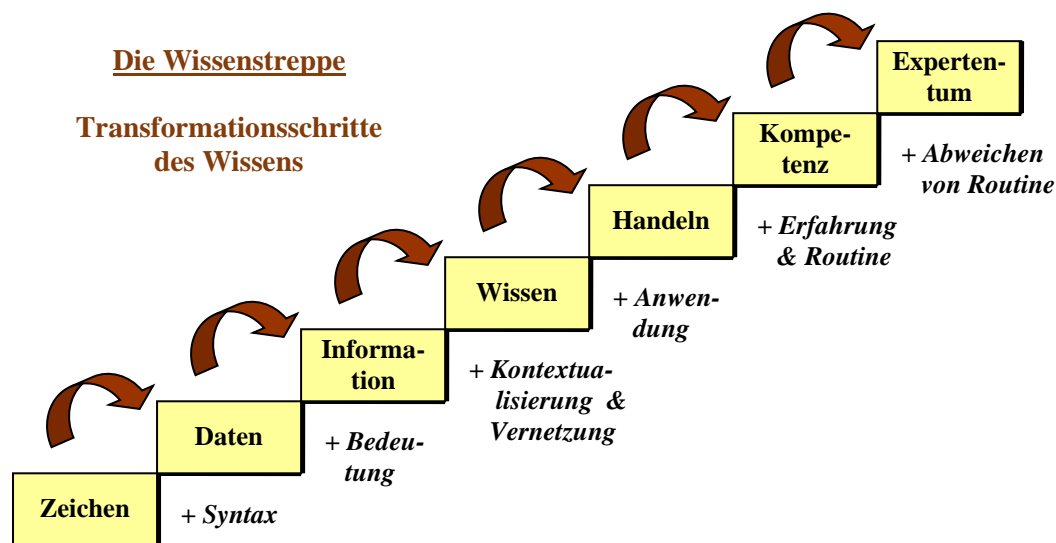 Die Wissenstreppe
Transformationsschritte
des Wissens
Experten-
tum
+ Abweichen
von Routine
Kompe-
tenz
+ Erfahrung
& Routine
Handeln
+ Anwen-
dung
Wissen
+ Kontextua-
lisierung &
Vernetzung
Informa-
tion
+ Bedeu-
tung
Daten
+ Syntax
Zeichen